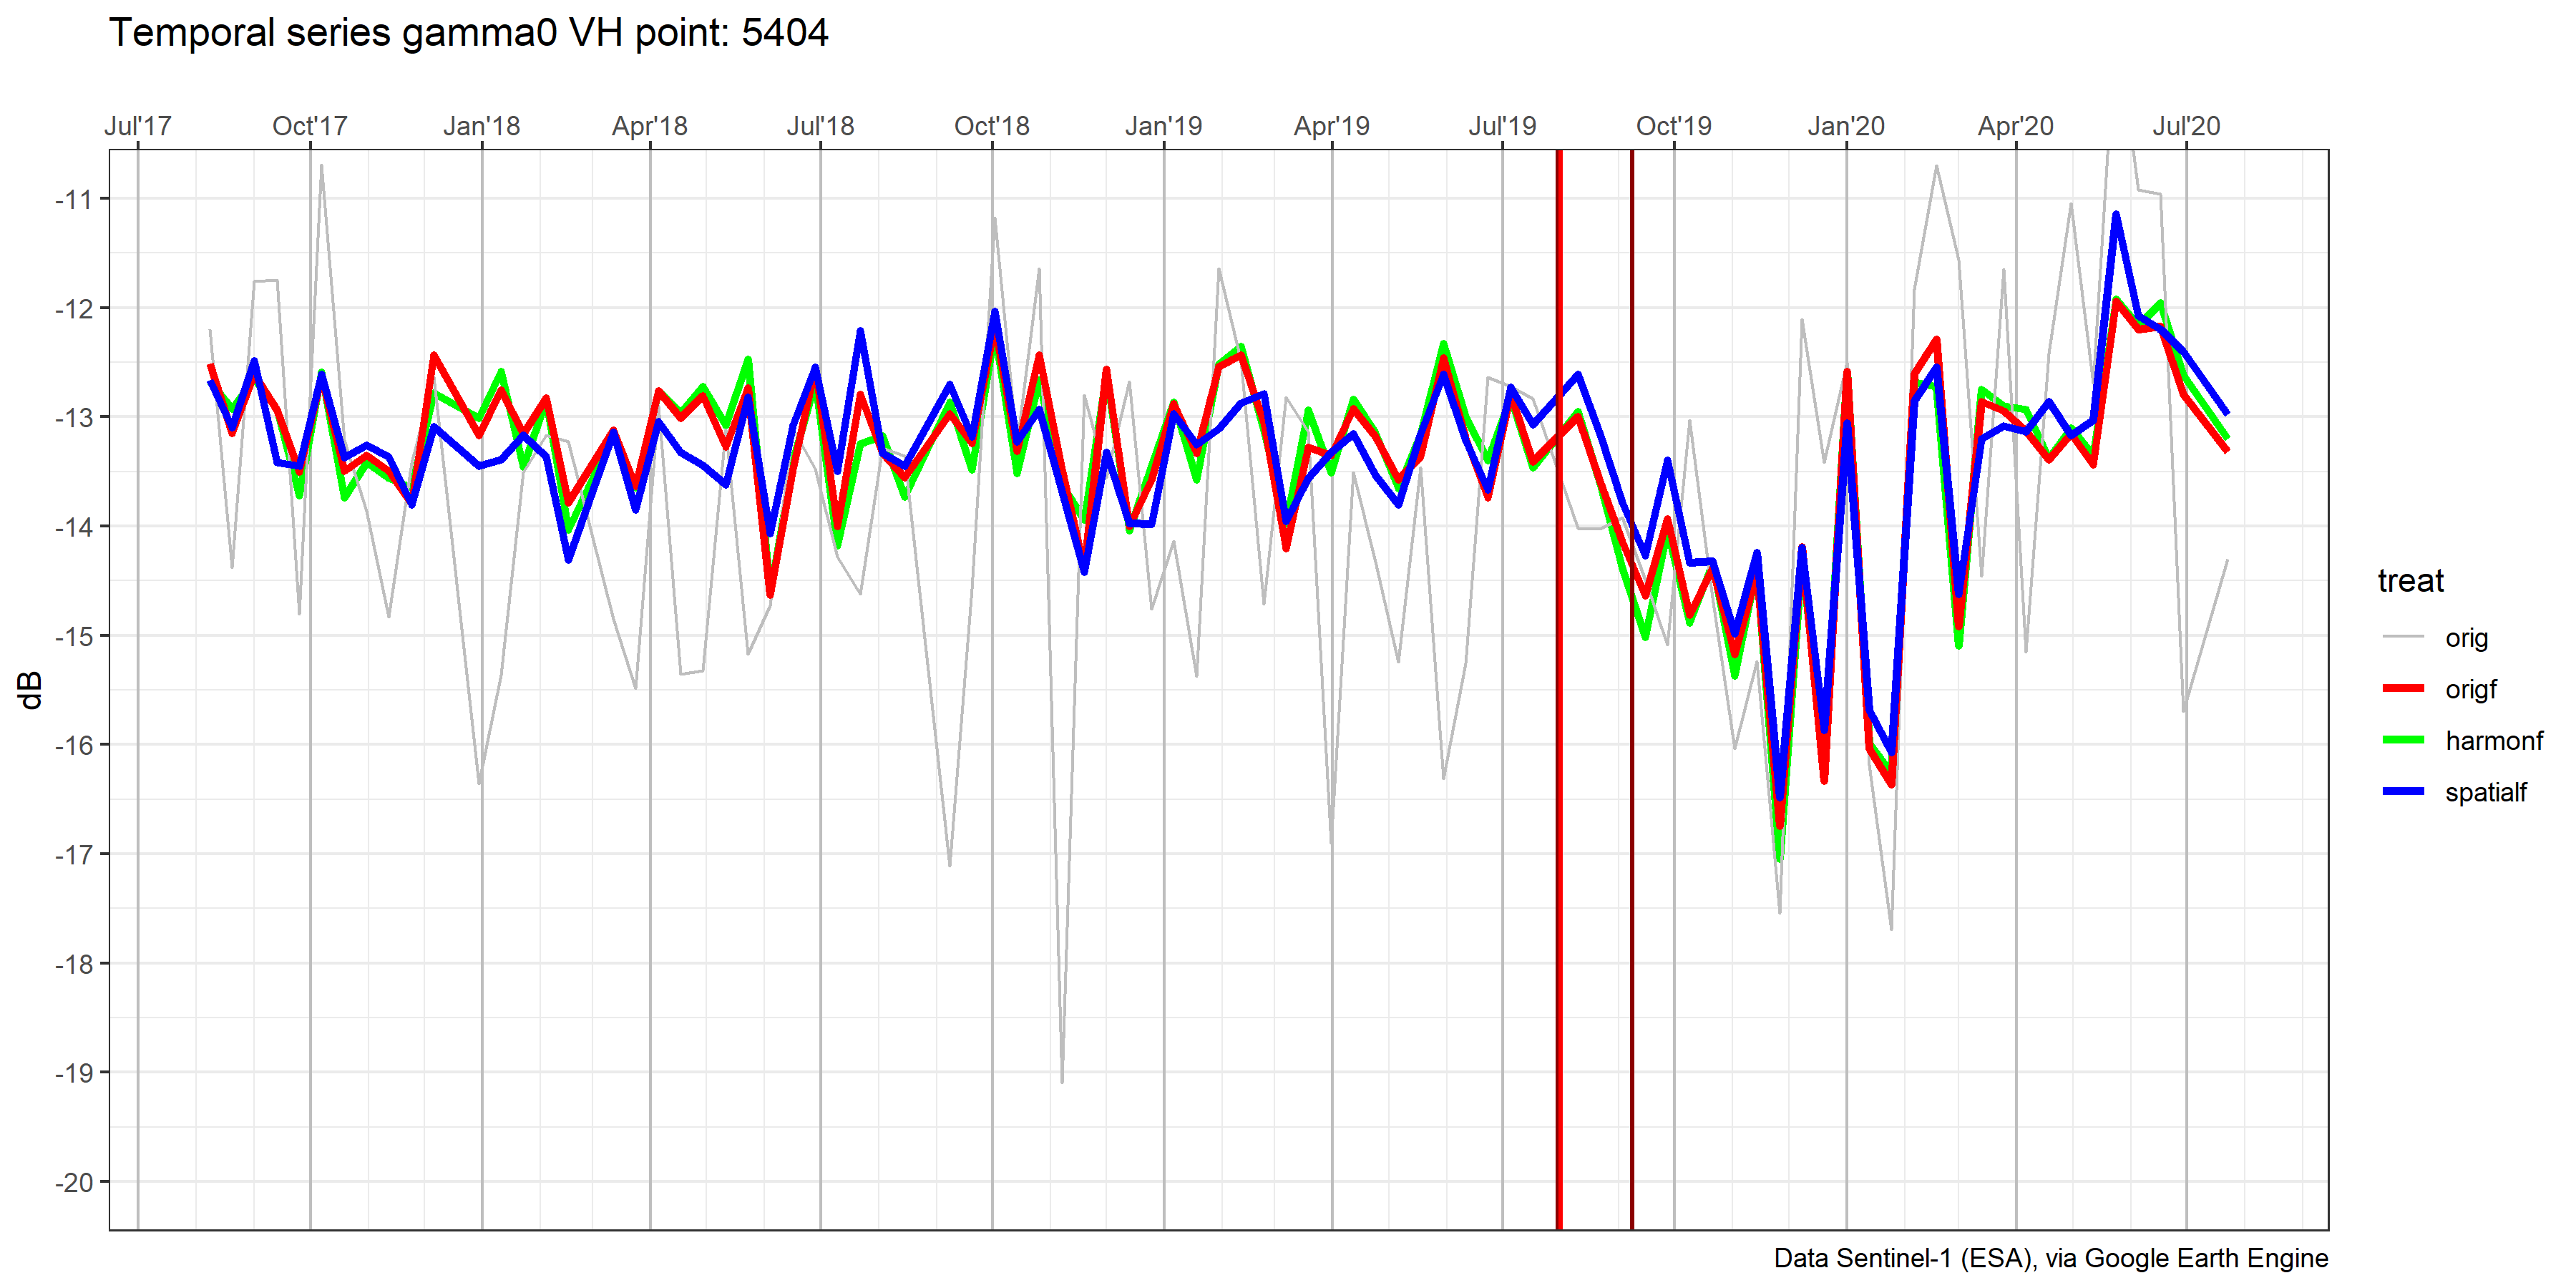 Temporal series gamma0 VH point: 5404
Jul'17 Oct'17 Jan'18 Apr'18 Jul'18 Oct'18 Jan'19 Apr'19 Jul'19 Oct'19 Jan'20 Apr'20 Jul'20
-11
-12
-13
-14
-15
-16
-17
-18
-19
-20
dB
treat
orig
origf
harmonf
spatialf
Data Sentinel-1 (ESA), via Google Earth Engine